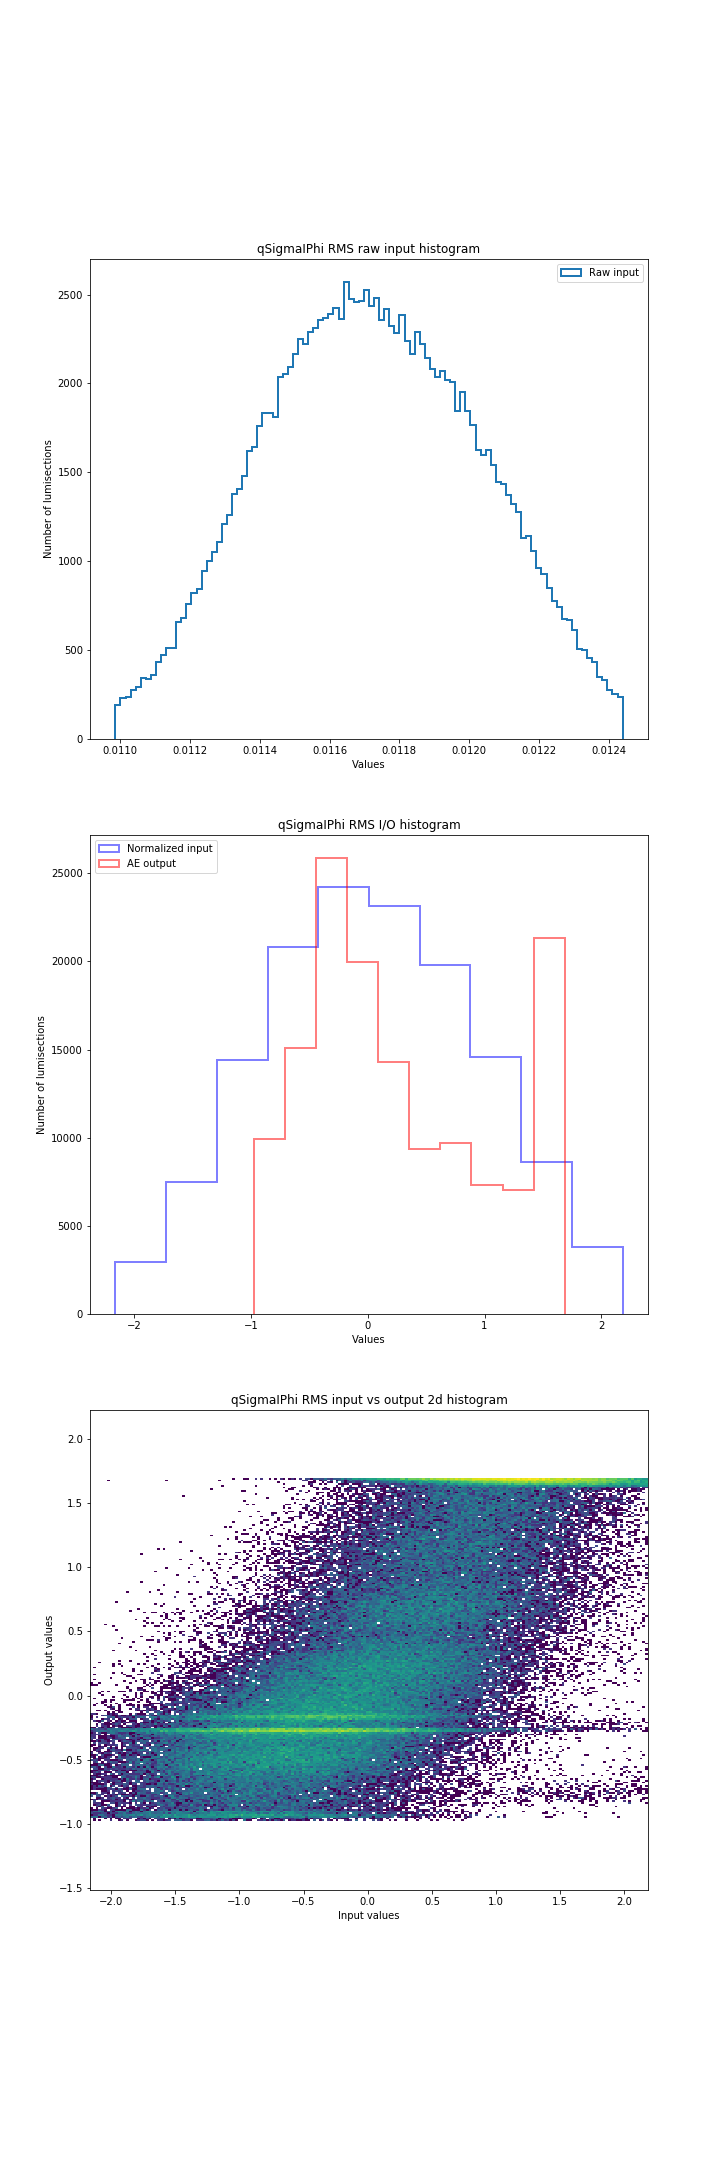 qSigmaIPhi RMS raw input histogram
Raw input
2500
2000
1500
1000
500
0
Number of lumisections
0.0110 0.0112 0.0114 0.0116 0.0118 0.0120 0.0122 0.0124
Values
qSigmaIPhi RMS I/O histogram
Normalized input
AE output
25000
20000
15000
10000
5000
0
Number of lumisections
−2 −1 0 1 2
Values
qSigmaIPhi RMS input vs output 2d histogram
2.0
1.5
1.0
0.5
0.0
−0.5
−1.0
−1.5
Output values
−2.0 −1.5 −1.0 −0.5 0.0 0.5 1.0 1.5 2.0
Input values